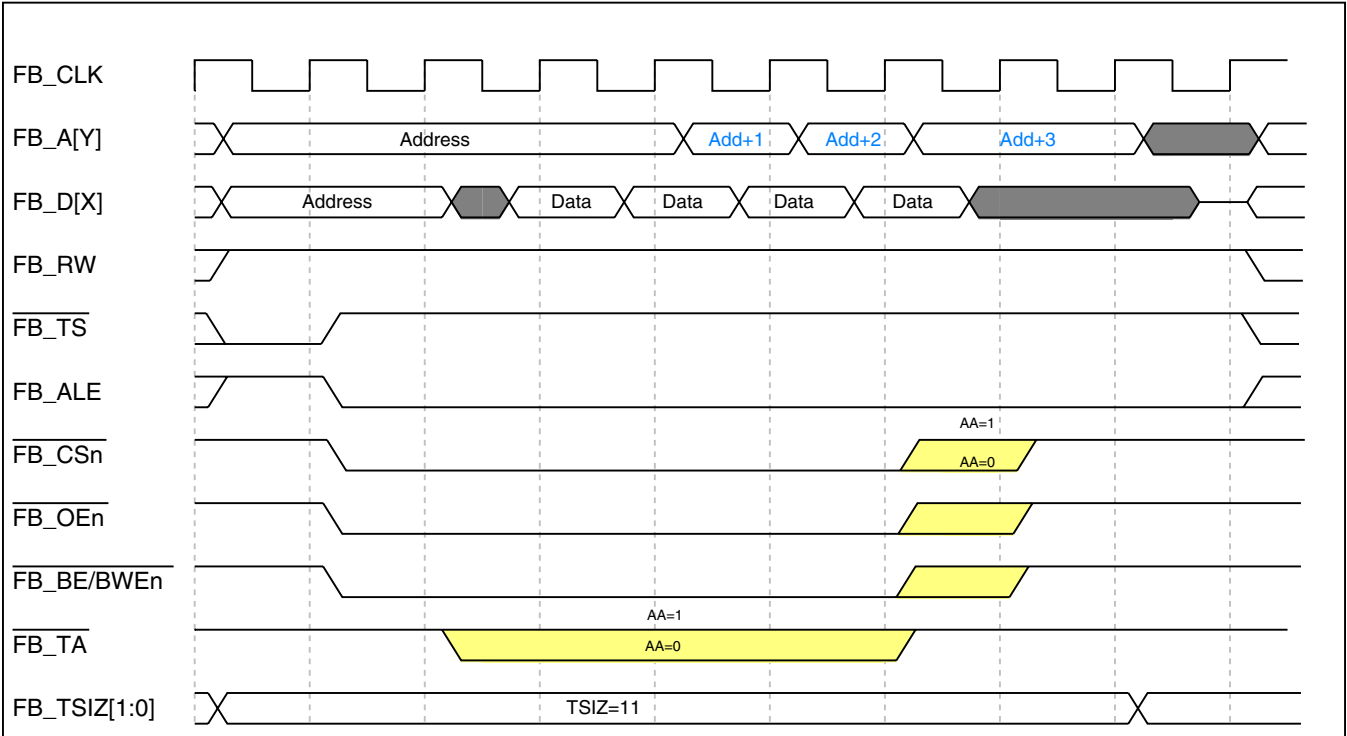 FB_CLK
FB_A[Y] Address Add+1 Add+2 Add+3
FB_D[X] Address Data Data Data Data
FB_RW
FB_TS
FB_ALE
AA=1
FB_CSn AA=0
FB_OEn
FB_BE/BWEn
AA=1
FB_TA AA=0
FB_TSIZ[1:0] TSIZ=11